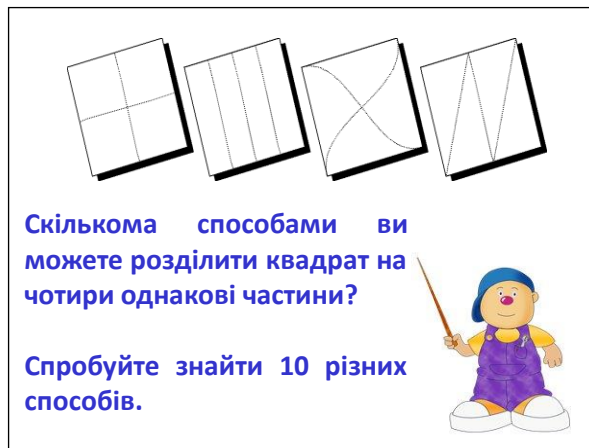 Скількома способами ви
можете розділити квадрат на
чотири однакові частини?
Спробуйте знайти 10 різних
способів.